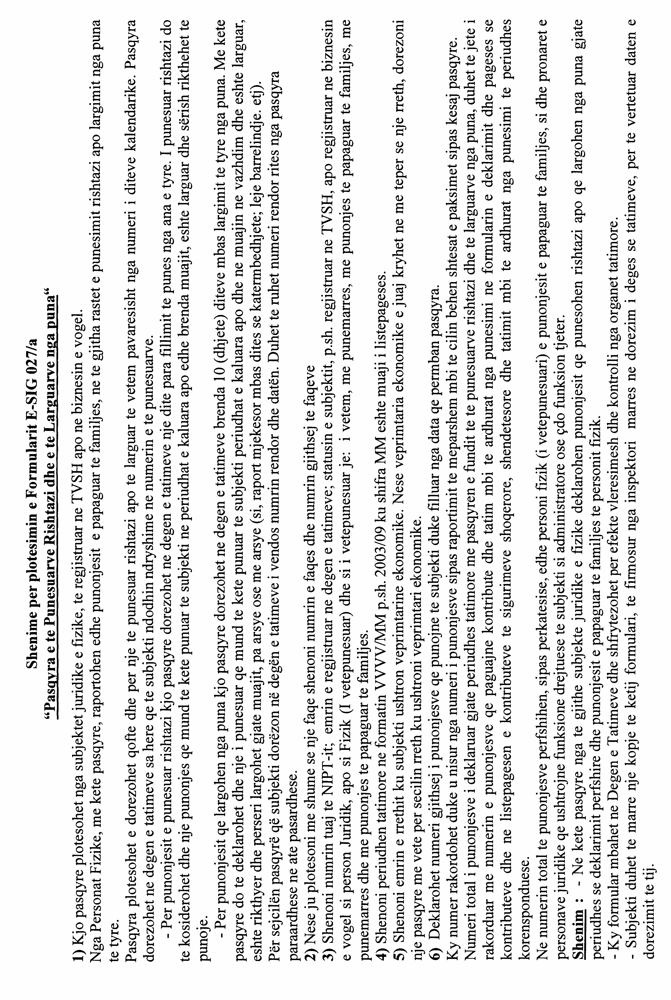 Shenime per plotesimin e Formularit E-SIG 027/a
“Pasqyra e te Punesuarve Rishtazi dhe e te Larguarve nga puna“
1) Kjo pasqyre plotesohet nga subjektet juridike e fizike, te regjistruar ne TVSH apo ne biznesin e vogel.
Nga Personat Fizike, me kete pasqyre, raportohen edhe punonjesit e papaguar te familjes, ne te gjitha rastet e punesimit rishtazi apo largimit nga puna
te tyre.
Pasqyra plotesohet e dorezohet qofte dhe per nje te punesuar rishtazi apo te larguar te vetem pavaresisht nga numeri i diteve kalendarike. Pasqyra
dorezohet ne degen e tatimeve sa here qe te subjekti ndodhin ndryshime ne numerin e te punesuarve.
- Per punonjesit e punesuar rishtazi kjo pasqyre dorezohet ne degen e tatimeve nje dite para fillimit te punes nga ana e tyre. I punesuar rishtazi do
te kosiderohet dhe nje punonjes qe mund te kete punuar te subjekti ne periudhat e kaluara apo edhe brenda muajit, eshte larguar dhe sërish rikthehet te
punoje.
- Per punonjesit qe largohen nga puna kjo pasqyre dorezohet ne degen e tatimeve brenda 10 (dhjete) diteve mbas largimit te tyre nga puna. Me kete
pasqyre do te deklarohet dhe nje i punesuar qe mund te kete punuar te subjekti periudhat e kaluara apo dhe ne muajin ne vazhdim dhe eshte larguar,
eshte rikthyer dhe perseri largohet gjate muajit, pa arsye ose me arsye (si, raport mjekesor mbas dites se katermbedhjete; leje barrelindje. etj).
Për sejcilën pasqyrë që subjekti dorëzon në degën e tatimeve i vendos numrin rendor dhe datën. Duhet te ruhet numeri rendor rites nga pasqyra
paraardhese ne ate pasardhese.
2) Nese ju plotesoni me shume se nje faqe shenoni numrin e faqes dhe numrin gjithsej te faqeve
3) Shenoni numrin tuaj te NIPT-it; emrin e regjistruar ne degen e tatimeve; statusin e subjektit, p.sh. regjistruar ne TVSH, apo regjistruar ne biznesin
e vogel si person Juridik, apo si Fizik (I vetepunesuar) dhe si i vetepunesuar je: i vetem, me punemarres, me punonjes te papaguar te familjes, me
punemarres dhe me punonjes te papaguar te familjes.
4) Shenoni periudhen tatimore ne formatin VVVV/MM p.sh. 2003/09 ku shifra MM eshte muaji i listepageses.
5) Shenoni emrin e rrethit ku subjekti ushtron veprimtarine ekonomike. Nese veprimtaria ekonomike e juaj kryhet ne me teper se nje rreth, dorezoni
nje pasqyre me vete per secilin rreth ku ushtroni veprimtari ekonomike.
6) Deklarohet numeri gjithsej i punonjesve qe punojne te subjekti duke filluar nga data qe permban pasqyra.
Ky numer rakordohet duke u nisur nga numeri i punonjesve sipas raportimit te meparshem mbi te cilin behen shtesat e paksimet sipas kesaj pasqyre.
Numeri total i punonjesve i deklaruar gjate periudhes tatimore me pasqyren e fundit te te punesuarve rishtazi dhe te larguarve nga puna, duhet te jete i
rakorduar me numerin e punonjesve qe paguajne kontribute dhe tatim mbi te ardhurat nga punesimi ne formularin e deklarimit dhe pageses se
kontributeve dhe ne listepagesen e kontributeve te sigurimeve shoqerore, shendetesore dhe tatimit mbi te ardhurat nga punesimi te periudhes
korensponduese.
Ne numerin total te punonjesve perfshihen, sipas perkatesise, edhe personi fizik (i vetepunesuari) e punonjesit e papaguar te familjes, si dhe pronaret e
personave juridike qe ushtrojne funksione drejtuese te subjekti si administratore ose çdo funksion tjeter.
Shenim : - Ne kete pasqyre nga te gjithe subjekte juridike e fizike deklarohen punonjesit qe punesohen rishtazi apo qe largohen nga puna gjate
periudhes se deklarimit perfshire dhe punonjesit e papaguar te familjes te personit fizik.
- Ky formular mbahet ne Degen e Tatimeve dhe shfrytezohet per efekte vleresimesh dhe kontrolli nga organet tatimore.
- Subjekti duhet te marre nje kopje te ketij formulari, te firmosur nga inspektori marres ne dorezim i deges se tatimeve, per te vertetuar daten e
dorezimit te tij.